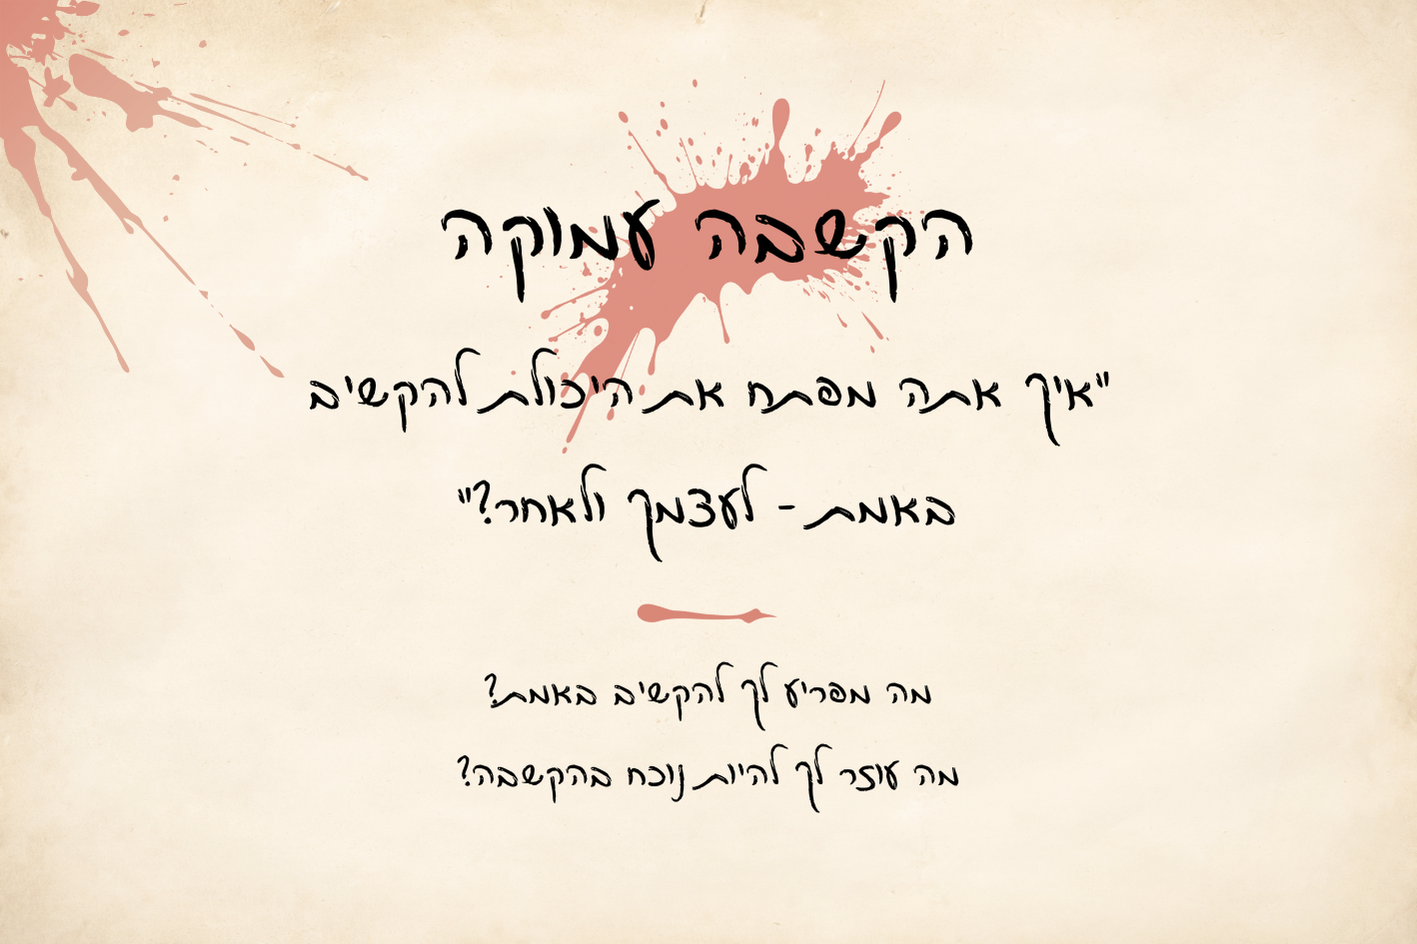 הקשבה עמוקה
"איך אתה מפתח את היכולת להקשיב
באמת - לעצמך ולאחר?"
מה מפריע לך להקשיב באמת?
מה עוזר לך להיות נוכח בהקשבה?